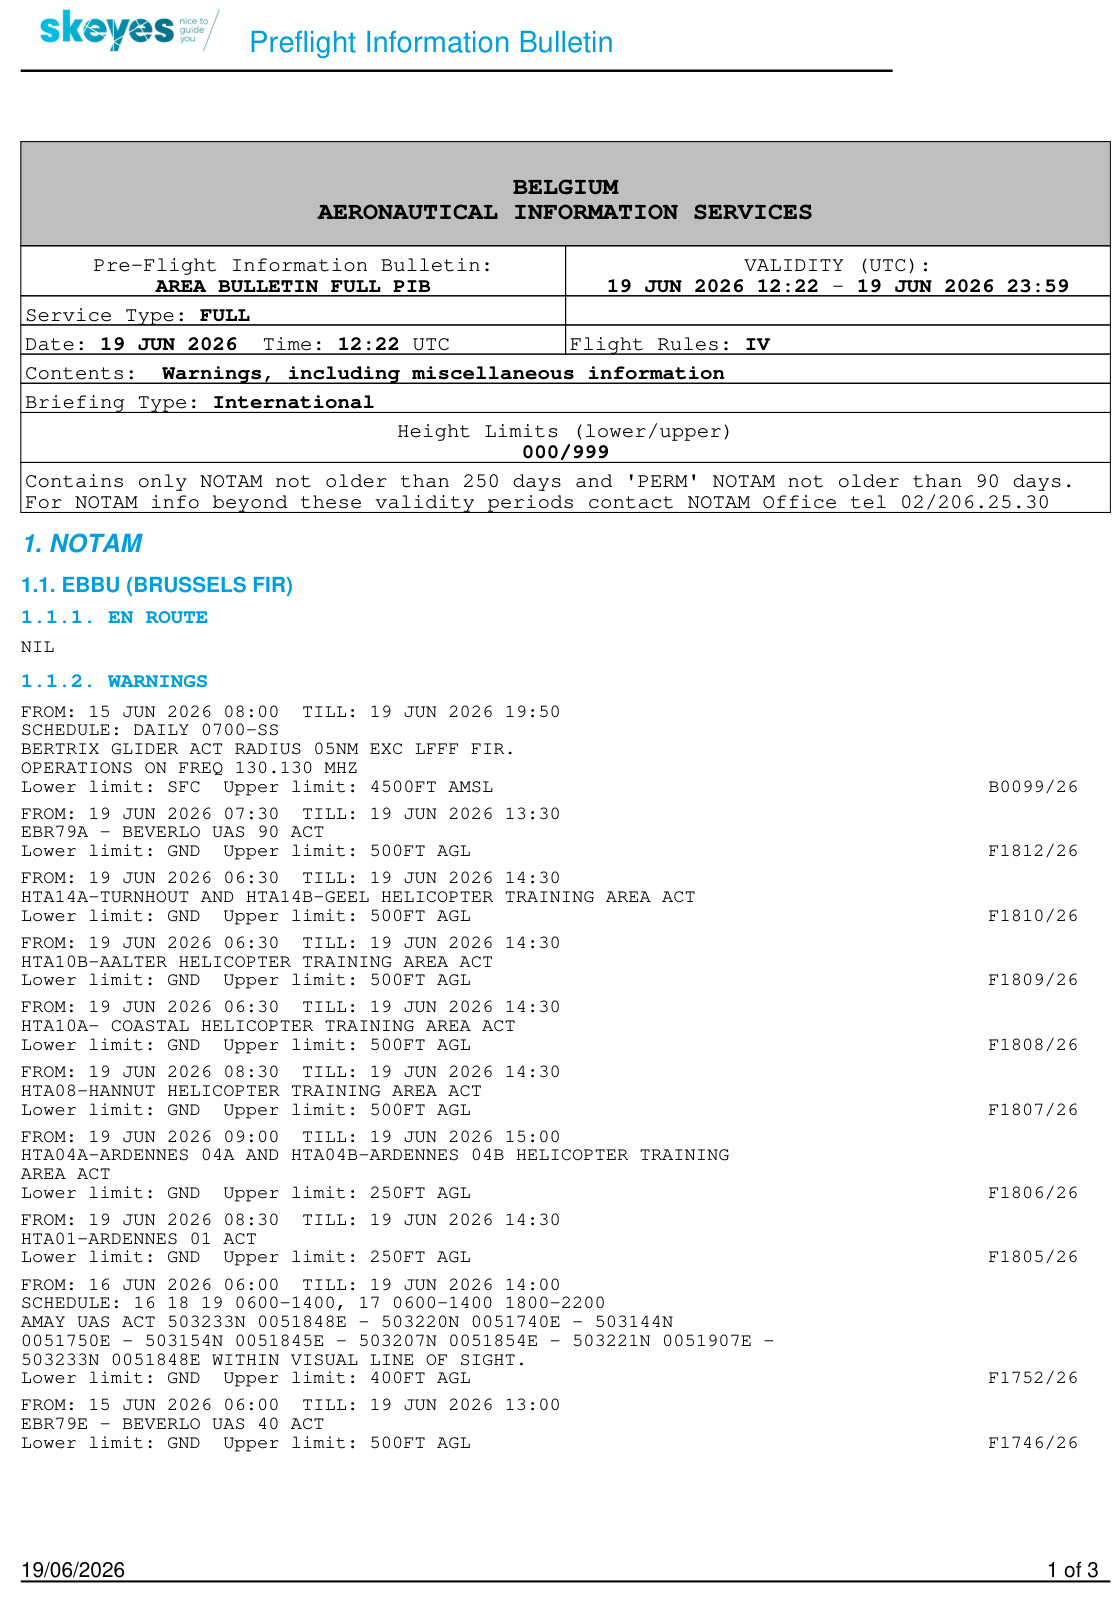 skeyes nice to guide you
Preflight Information Bulletin
BELGIUM
AERONAUTICAL INFORMATION SERVICES
Pre-Flight Information Bulletin:
AREA BULLETIN FULL PIB
VALIDITY (UTC):
19 JUN 2026 12:22 - 19 JUN 2026 23:59
Service Type: FULL
Date: 19 JUN 2026  Time: 12:22 UTC
Flight Rules: IV
Contents:  Warnings, including miscellaneous information
Briefing Type: International
Height Limits (lower/upper)
000/999
Contains only NOTAM not older than 250 days and 'PERM' NOTAM not older than 90 days.
For NOTAM info beyond these validity periods contact NOTAM Office tel 02/206.25.30
1. NOTAM
1.1. EBBU (BRUSSELS FIR)
1.1.1. EN ROUTE
NIL
1.1.2. WARNINGS
FROM: 15 JUN 2026 08:00  TILL: 19 JUN 2026 19:50
SCHEDULE: DAILY 0700-SS
BERTRIX GLIDER ACT RADIUS 05NM EXC LFFF FIR.
OPERATIONS ON FREQ 130.130 MHZ
Lower limit: SFC  Upper limit: 4500FT AMSL B0099/26
FROM: 19 JUN 2026 07:30  TILL: 19 JUN 2026 13:30
EBR79A - BEVERLO UAS 90 ACT
Lower limit: GND  Upper limit: 500FT AGL F1812/26
FROM: 19 JUN 2026 06:30  TILL: 19 JUN 2026 14:30
HTA14A-TURNHOUT AND HTA14B-GEEL HELICOPTER TRAINING AREA ACT
Lower limit: GND  Upper limit: 500FT AGL F1810/26
FROM: 19 JUN 2026 06:30  TILL: 19 JUN 2026 14:30
HTA10B-AALTER HELICOPTER TRAINING AREA ACT
Lower limit: GND  Upper limit: 500FT AGL F1809/26
FROM: 19 JUN 2026 06:30  TILL: 19 JUN 2026 14:30
HTA10A- COASTAL HELICOPTER TRAINING AREA ACT
Lower limit: GND  Upper limit: 500FT AGL F1808/26
FROM: 19 JUN 2026 08:30  TILL: 19 JUN 2026 14:30
HTA08-HANNUT HELICOPTER TRAINING AREA ACT
Lower limit: GND  Upper limit: 500FT AGL F1807/26
FROM: 19 JUN 2026 09:00  TILL: 19 JUN 2026 15:00
HTA04A-ARDENNES 04A AND HTA04B-ARDENNES 04B HELICOPTER TRAINING
AREA ACT
Lower limit: GND  Upper limit: 250FT AGL F1806/26
FROM: 19 JUN 2026 08:30  TILL: 19 JUN 2026 14:30
HTA01-ARDENNES 01 ACT
Lower limit: GND  Upper limit: 250FT AGL F1805/26
FROM: 16 JUN 2026 06:00  TILL: 19 JUN 2026 14:00
SCHEDULE: 16 18 19 0600-1400, 17 0600-1400 1800-2200
AMAY UAS ACT 503233N 0051848E - 503220N 0051740E - 503144N
0051750E - 503154N 0051845E - 503207N 0051854E - 503221N 0051907E -
503233N 0051848E WITHIN VISUAL LINE OF SIGHT.
Lower limit: GND  Upper limit: 400FT AGL F1752/26
FROM: 15 JUN 2026 06:00  TILL: 19 JUN 2026 13:00
EBR79E - BEVERLO UAS 40 ACT
Lower limit: GND  Upper limit: 500FT AGL F1746/26
19/06/2026
1 of 3